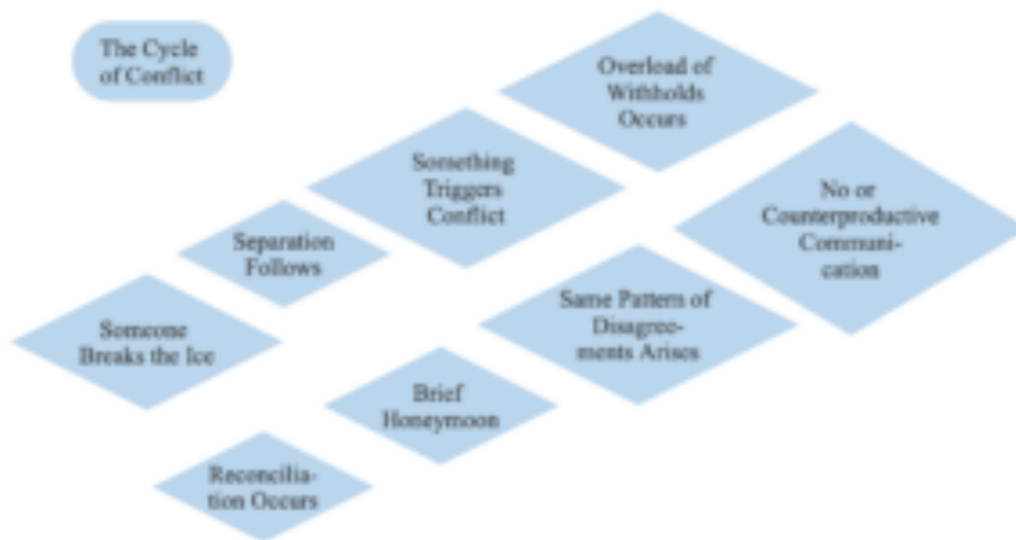 The Cycle
of Conflict
Overload of
Withholds
Occurs
Something
Triggers
Conflict
No or
Counterproductive
Communi-
cation
Separation
Follows
Same Pattern of
Disagree-
ments Arises
Someone
Breaks the Ice
Brief
Honeymoon
Reconcilia-
tion Occurs